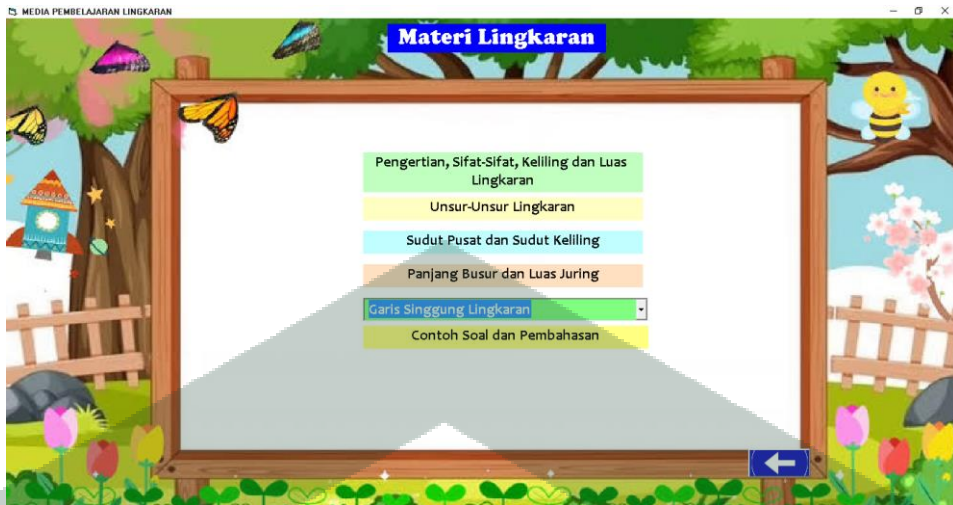 MEDIA PEMBELAJARAN LINGKARAN
Materi Lingkaran
Pengertian, Sifat-Sifat, Keliling dan Luas
Lingkaran
Unsur-Unsur Lingkaran
Sudut Pusat dan Sudut Keliling
Panjang Busur dan Luas Juring
Garis Singgung Lingkaran
Contoh Soal dan Pembahasan